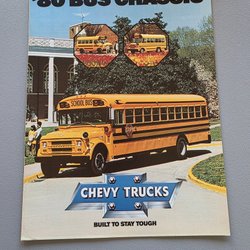 '80 BUS CHASSIS
SCHOOL BUS
CHEVY TRUCKS
BUILT TO STAY TOUGH